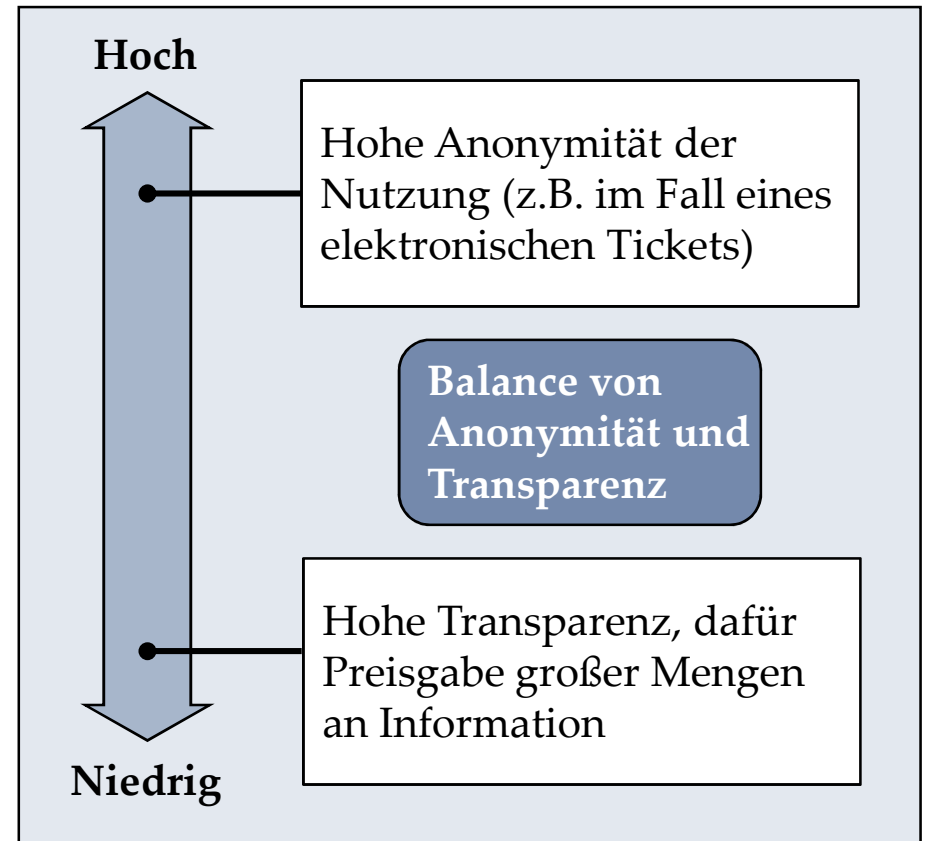 Hoch
Hohe Anonymität der
Nutzung (z.B. im Fall eines
elektronischen Tickets)
Balance von
Anonymität und
Transparenz
Hohe Transparenz, dafür
Preisgabe großer Mengen
an Information
Niedrig